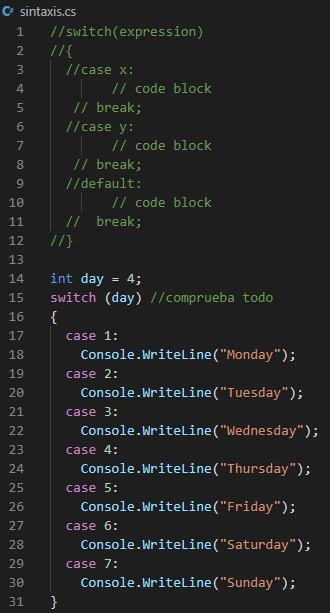 C# sintaxis.cs
1 //switch(expression)
2 //{
3   //case x:
4         // code block
5    // break;
6   //case y:
7         // code block
8    // break;
9   //default:
10         // code block
11   //  break;
12 //}
13
14 int day = 4;
15 switch (day) //comprueba todo
16 {
17   case 1:
18     Console.WriteLine("Monday");
19   case 2:
20     Console.WriteLine("Tuesday");
21   case 3:
22     Console.WriteLine("Wednesday");
23   case 4:
24     Console.WriteLine("Thursday");
25   case 5:
26     Console.WriteLine("Friday");
27   case 6:
28     Console.WriteLine("Saturday");
29   case 7:
30     Console.WriteLine("Sunday");
31 }